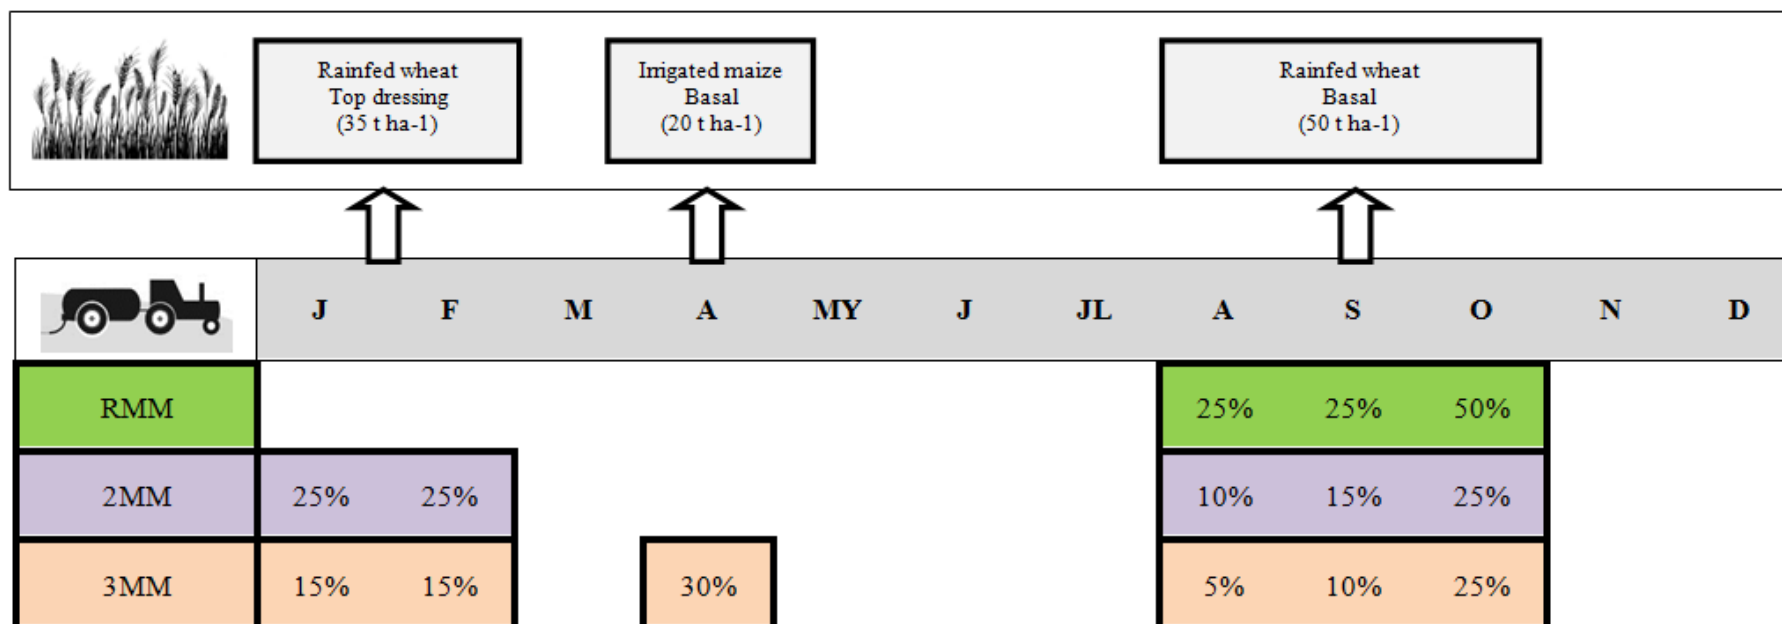 Rainfed wheat
Top dressing
(35 t ha-1)
Irrigated maize
Basal
(20 t ha-1)
Rainfed wheat
Basal
(50 t ha-1)
J F M A MY J JL A S O N D
RMM 25% 25% 50%
2MM 25% 25% 10% 15% 25%
3MM 15% 15% 30% 5% 10% 25%